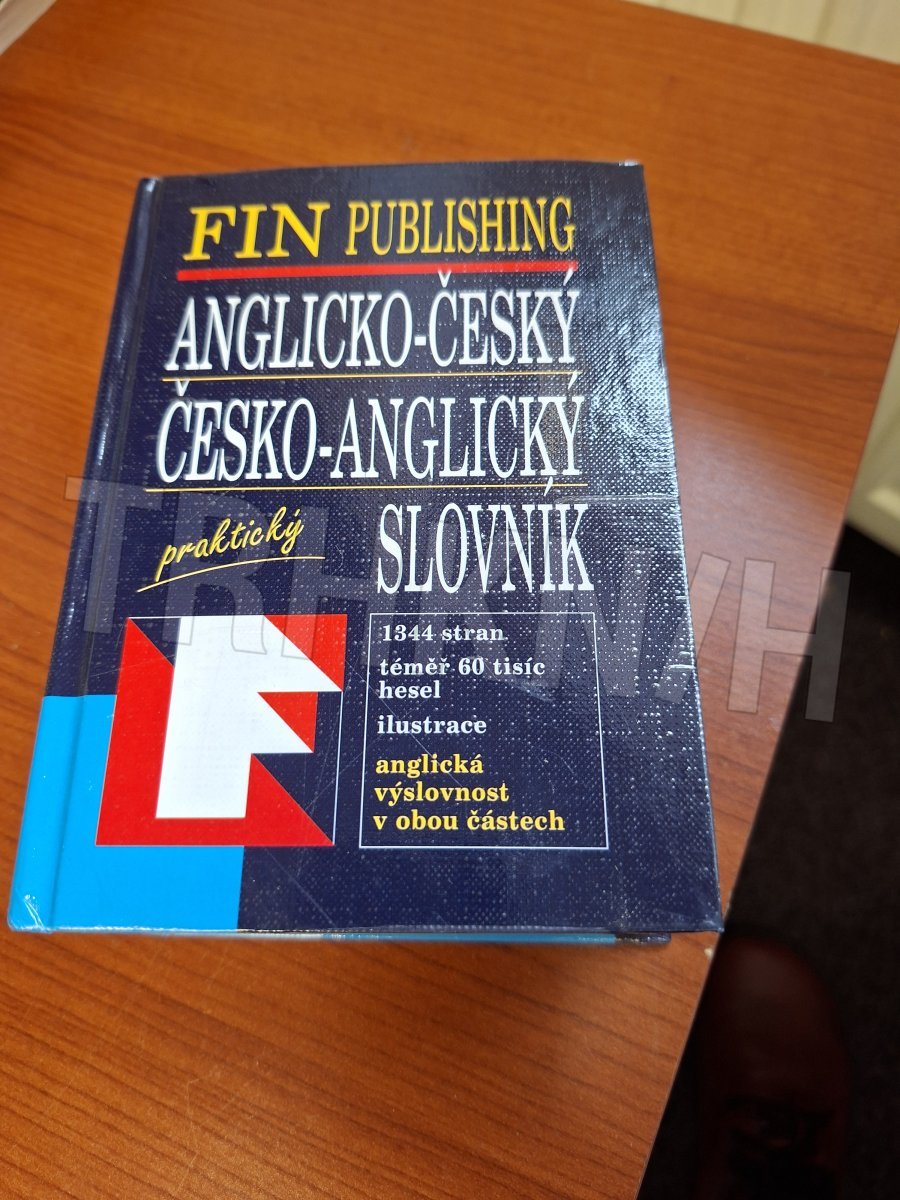 FIN PUBLISHING
ANGLICKO-ČESKÝ
ČESKO-ANGLICKÝ
praktický SLOVNÍK
1344 stran
téměř 60 tisíc
hesel
ilustrace
anglická
výslovnost
v obou částech